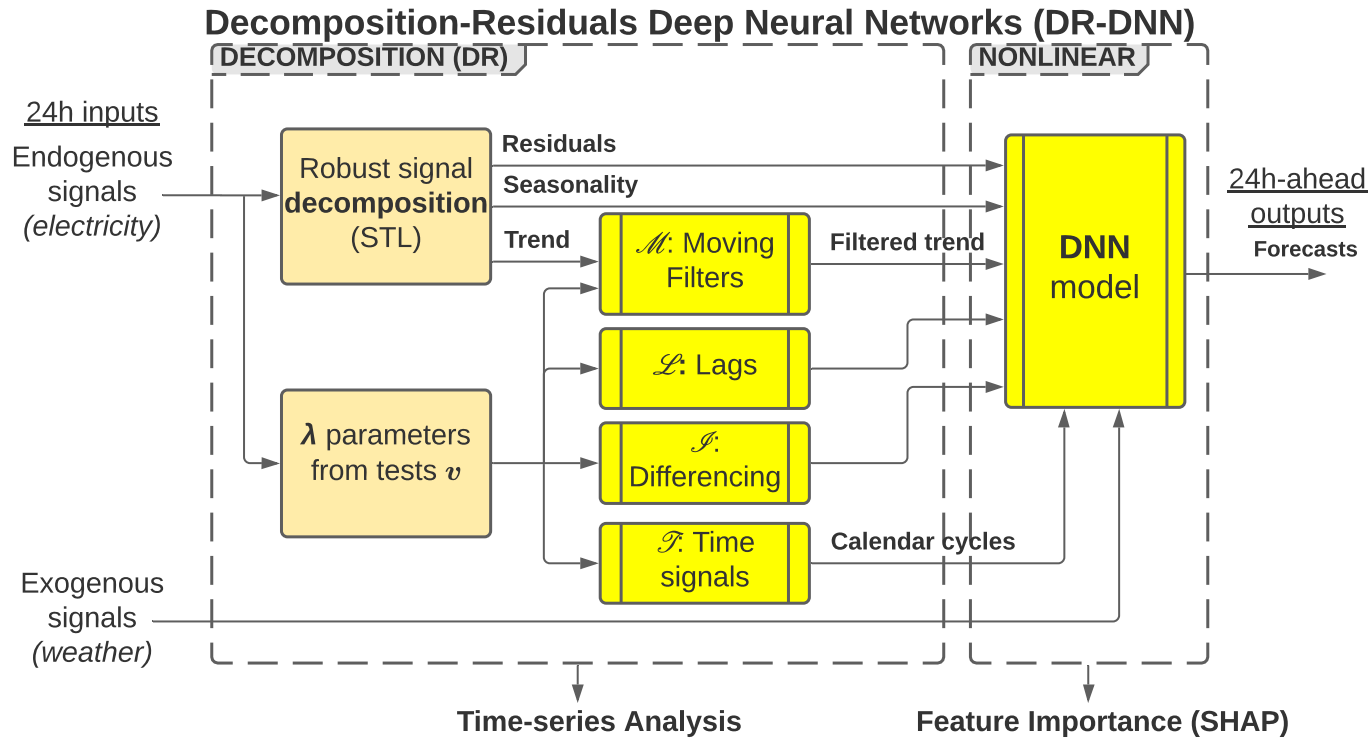 Decomposition-Residuals Deep Neural Networks (DR-DNN)
DECOMPOSITION (DR)
NONLINEAR
24h inputs
Endogenous
signals
(electricity)
Robust signal
decomposition
(STL)
Residuals
Seasonality
Trend
ℳ: Moving
Filters
Filtered trend
DNN
model
24h-ahead
outputs
Forecasts
ℒ: Lags
λ parameters
from tests v
ℐ:
Differencing
𝒯: Time
signals
Calendar cycles
Exogenous
signals
(weather)
Time-series Analysis
Feature Importance (SHAP)